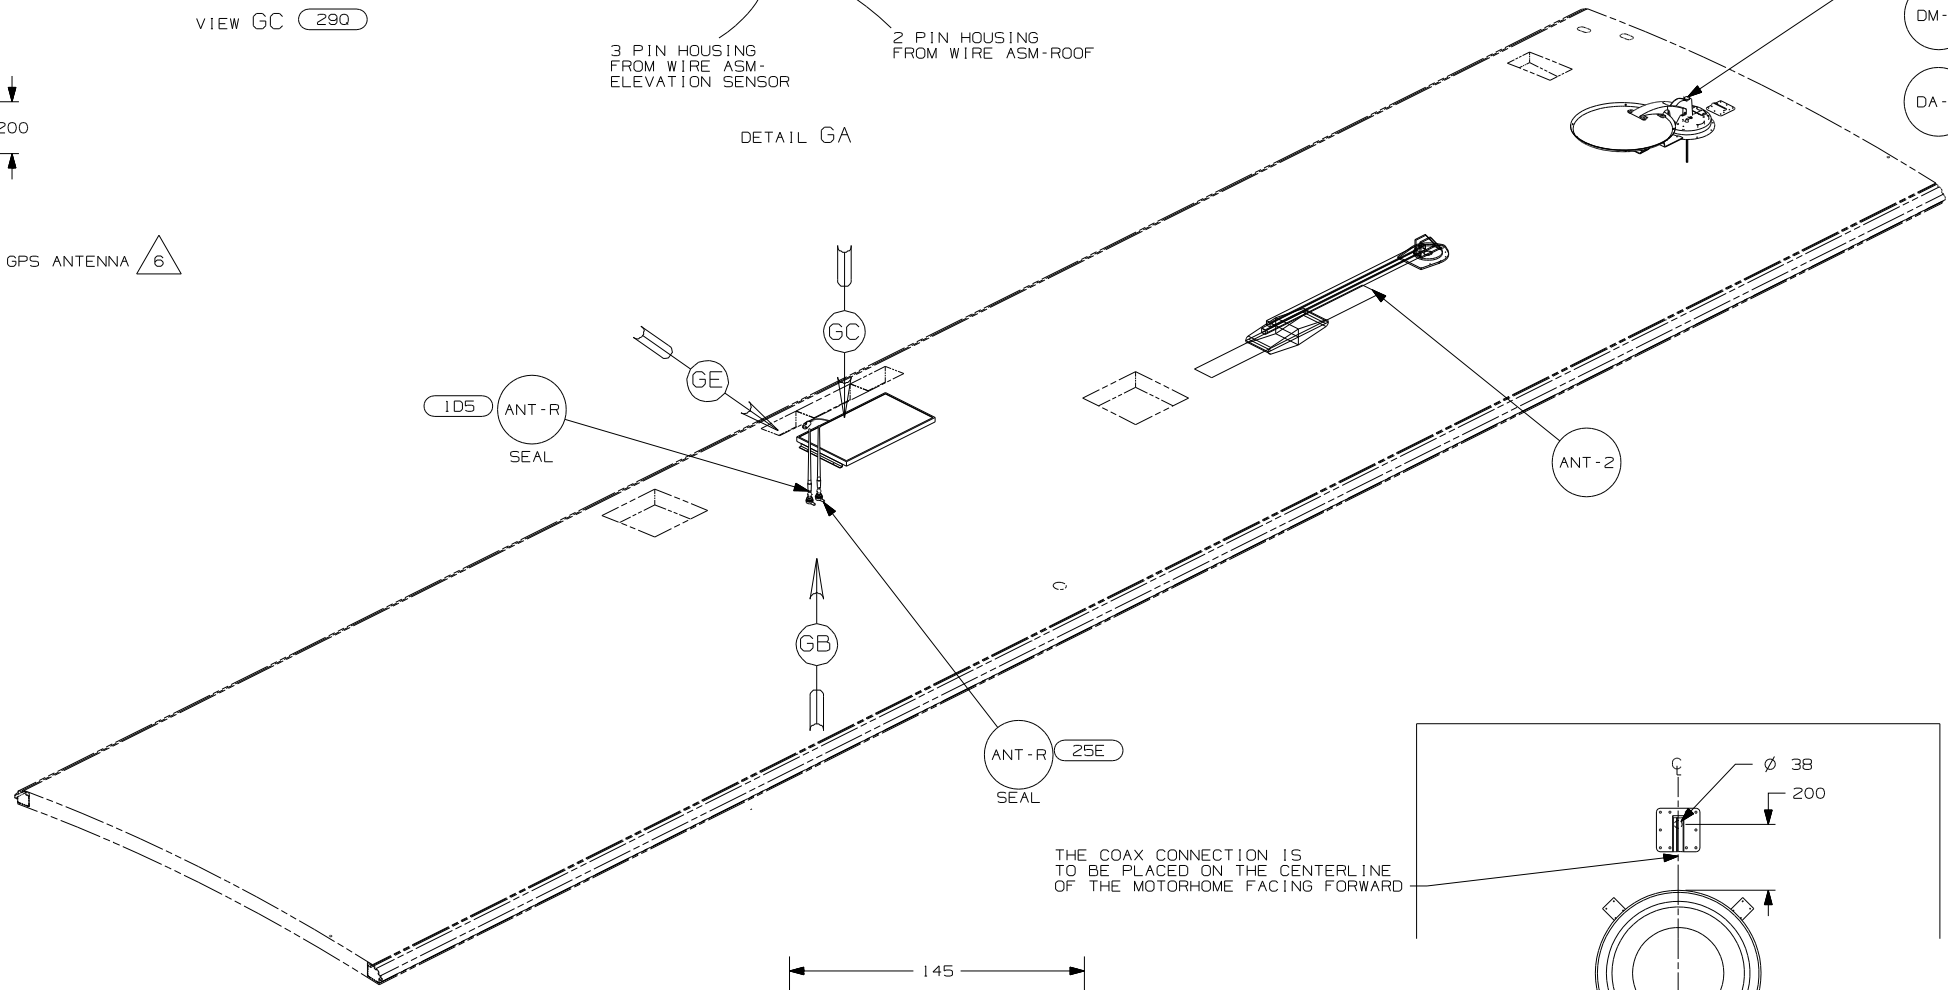 VIEW GC 29Q
3 PIN HOUSING
FROM WIRE ASM-
ELEVATION SENSOR
2 PIN HOUSING
FROM WIRE ASM-ROOF
DM-
DA-
200
DETAIL GA
GPS ANTENNA 6
GC
GE
1D5 ANT-R
SEAL
ANT-2
GB
ANT-R 25E
SEAL
Ø 38
200
THE COAX CONNECTION IS
TO BE PLACED ON THE CENTERLINE
OF THE MOTORHOME FACING FORWARD
145